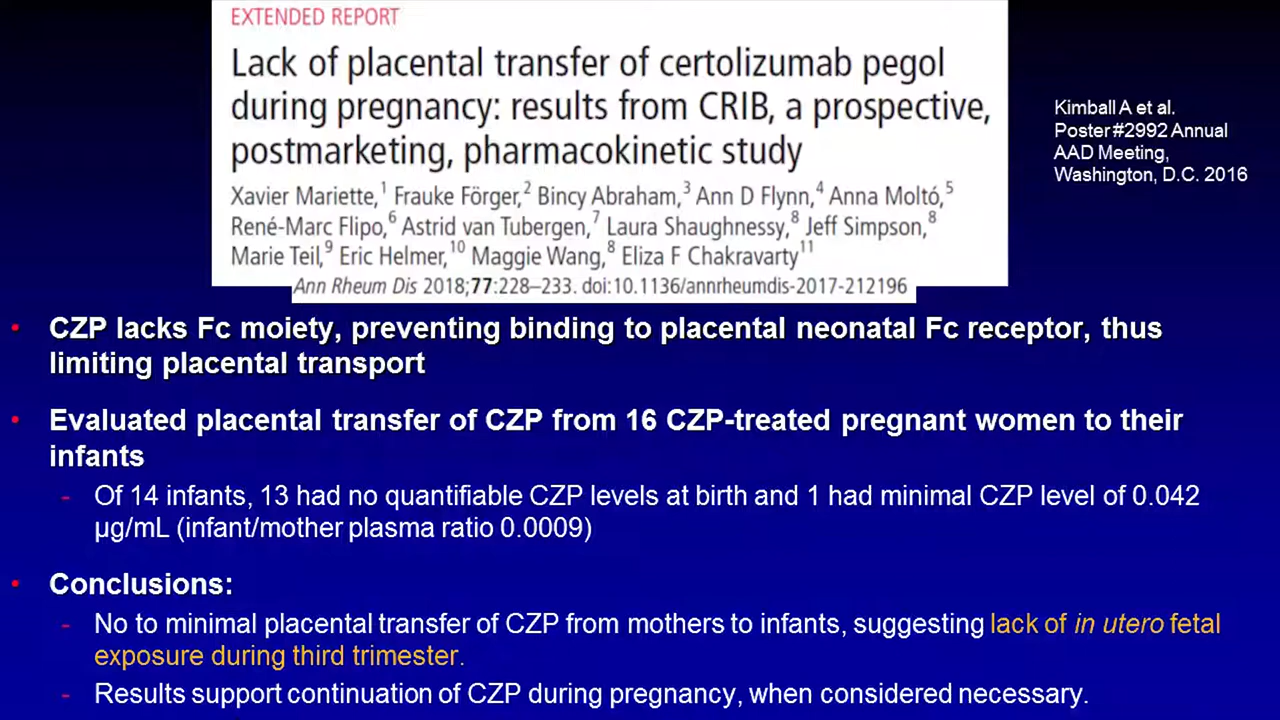 EXTENDED REPORT
Lack of placental transfer of certolizumab pegol
during pregnancy: results from CRIB, a prospective,
postmarketing, pharmacokinetic study
Xavier Mariette,1 Frauke Förger,2 Bincy Abraham,3 Ann D Flynn,4 Anna Moltó,5
René-Marc Flipo,6 Astrid van Tubergen,7 Laura Shaughnessy,8 Jeff Simpson,8
Marie Teil,9 Eric Helmer,10 Maggie Wang,8 Eliza F Chakravarty11
Ann Rheum Dis 2018;77:228–233. doi:10.1136/annrheumdis-2017-212196
Kimball A et al.
Poster #2992 Annual
AAD Meeting,
Washington, D.C. 2016
• CZP lacks Fc moiety, preventing binding to placental neonatal Fc receptor, thus
limiting placental transport
• Evaluated placental transfer of CZP from 16 CZP-treated pregnant women to their
infants
- Of 14 infants, 13 had no quantifiable CZP levels at birth and 1 had minimal CZP level of 0.042
µg/mL (infant/mother plasma ratio 0.0009)
• Conclusions:
- No to minimal placental transfer of CZP from mothers to infants, suggesting lack of in utero fetal
exposure during third trimester.
- Results support continuation of CZP during pregnancy, when considered necessary.